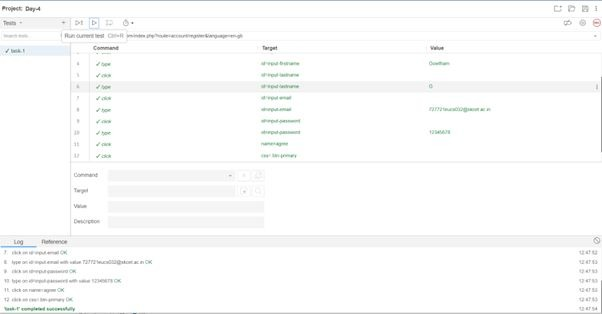 Project: Day-4
Tests
+
Run current test Ctrl+R
/index.php?route=account/register&language=en-gb
Search tests...
✓ task-1
Command Target Value
4 ✓ type id=input-firstname
5 ✓ click id=input-lastname
6 ✓ type id=input-lastname G
7 ✓ click id=input-email
8 ✓ type id=input-email 727721euca032@skcet.ac.in
9 ✓ click id=input-password
10 ✓ type id=input-password 12345678
11 ✓ click name=agree
12 ✓ click css=.btn-primary
Command
Target
Value
Description
Log Reference
7. click on id=input-email OK 12:47:52
8. type on id=input-email with value 727721euca032@skcet.ac.in OK 12:47:52
9. click on id=input-password OK 12:47:53
10. type on id=input-password with value 12345678 OK 12:47:53
11. click on name=agree OK 12:47:53
12. click on css=.btn-primary OK 12:47:53
'task-1' completed successfully 12:47:54